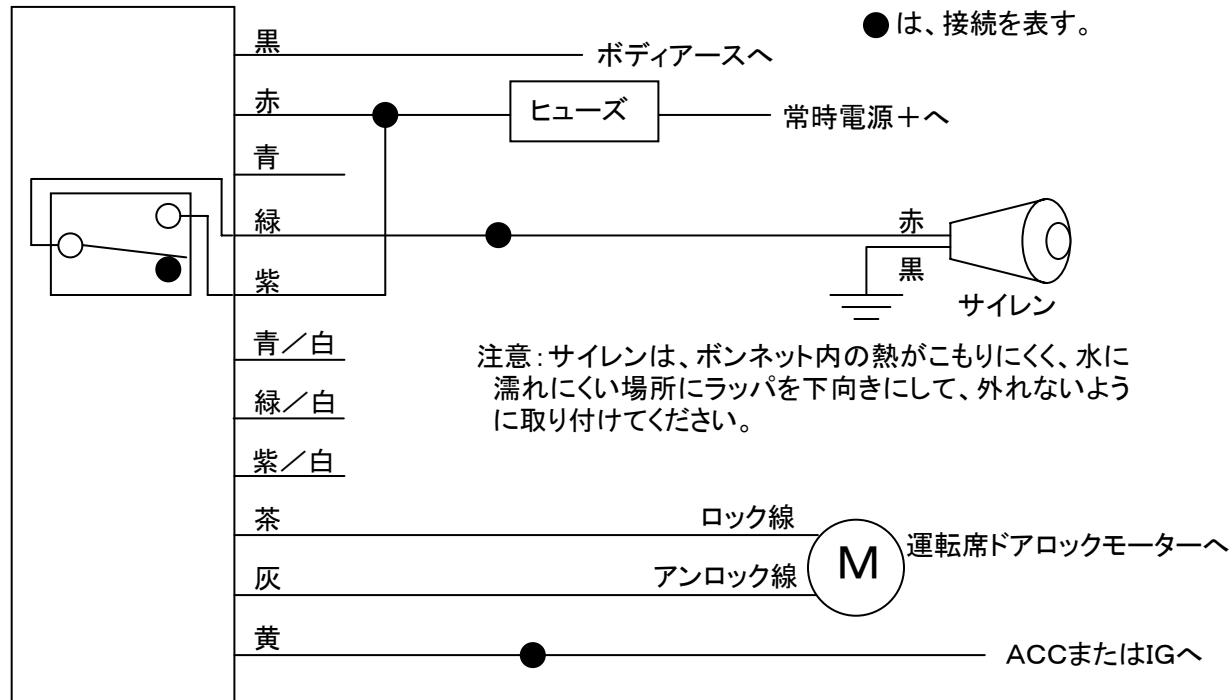 ●は、接続を表す。
黒
ボディアースへ
赤
ヒューズ
常時電源＋へ
青
緑
赤
黒
紫
サイレン
青／白
注意：サイレンは、ボンネット内の熱がこもりにくく、水に
濡れにくい場所にラッパを下向きにして、外れないよう
に取り付けてください。
緑／白
紫／白
茶
ロック線
M
運転席ドアロックモーターへ
灰
アンロック線
黄
ACCまたはIGへ